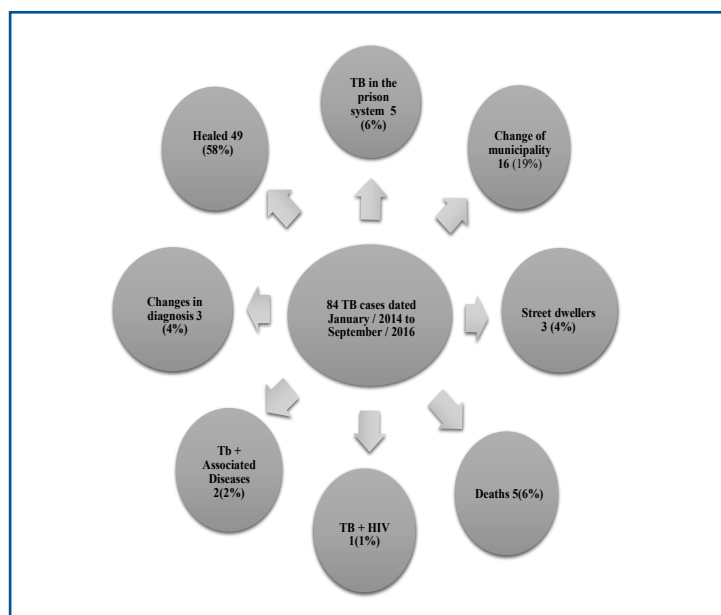 TB in the
prison
system 5
(6%)
Change of
municipality
16 (19%)
Street dwellers
3 (4%)
Deaths 5(6%)
TB + HIV
1(1%)
Tb +
Associated
Diseases
2(2%)
Changes in
diagnosis 3
(4%)
Healed 49
(58%)
84 TB cases dated
January / 2014 to
September / 2016